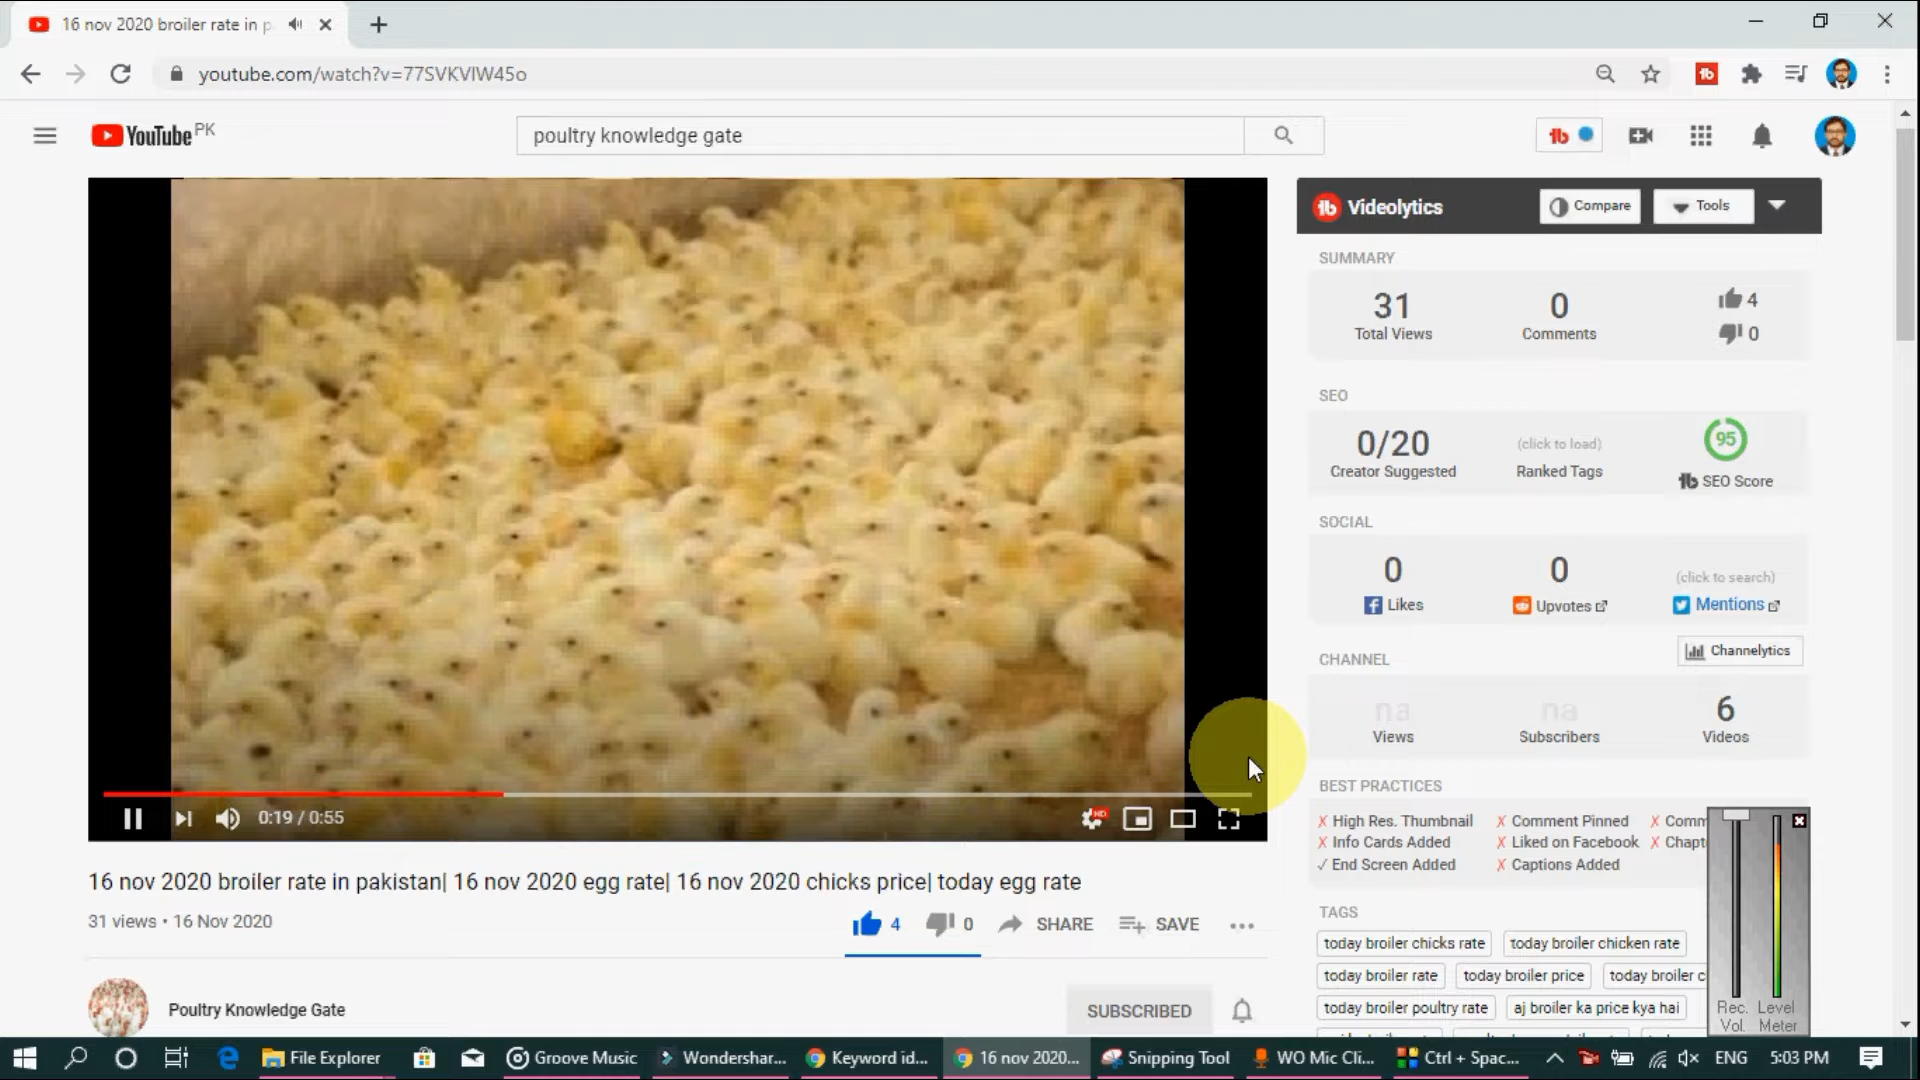 16 nov 2020 broiler rate in p
youtube.com/watch?v=77SVKVlW45o
YouTube PK
poultry knowledge gate
Videolytics
Compare
Tools
SUMMARY
31
0
4
Total Views
Comments
0
SEO
0/20
(click to load)
95
Creator Suggested
Ranked Tags
SEO Score
SOCIAL
0
0
(click to search)
Likes
Upvotes
Mentions
CHANNEL
Channelytics
na
na
6
Views
Subscribers
Videos
BEST PRACTICES
High Res. Thumbnail
Comment Pinned
Comm
Info Cards Added
Liked on Facebook
Chapt
End Screen Added
Captions Added
TAGS
today broiler chicks rate
today broiler chicken rate
today broiler rate
today broiler price
today broiler c
today broiler poultry rate
aj broiler ka price kya hai
Rec. Vol.
Level Meter
0:19 / 0:55
HD
16 nov 2020 broiler rate in pakistan| 16 nov 2020 egg rate| 16 nov 2020 chicks price| today egg rate
31 views • 16 Nov 2020
4
0
SHARE
SAVE
Poultry Knowledge Gate
SUBSCRIBED
File Explorer
Groove Music
Wondershar...
Keyword id...
16 nov 2020...
Snipping Tool
WO Mic Cli...
Ctrl + Spac...
ENG
5:03 PM